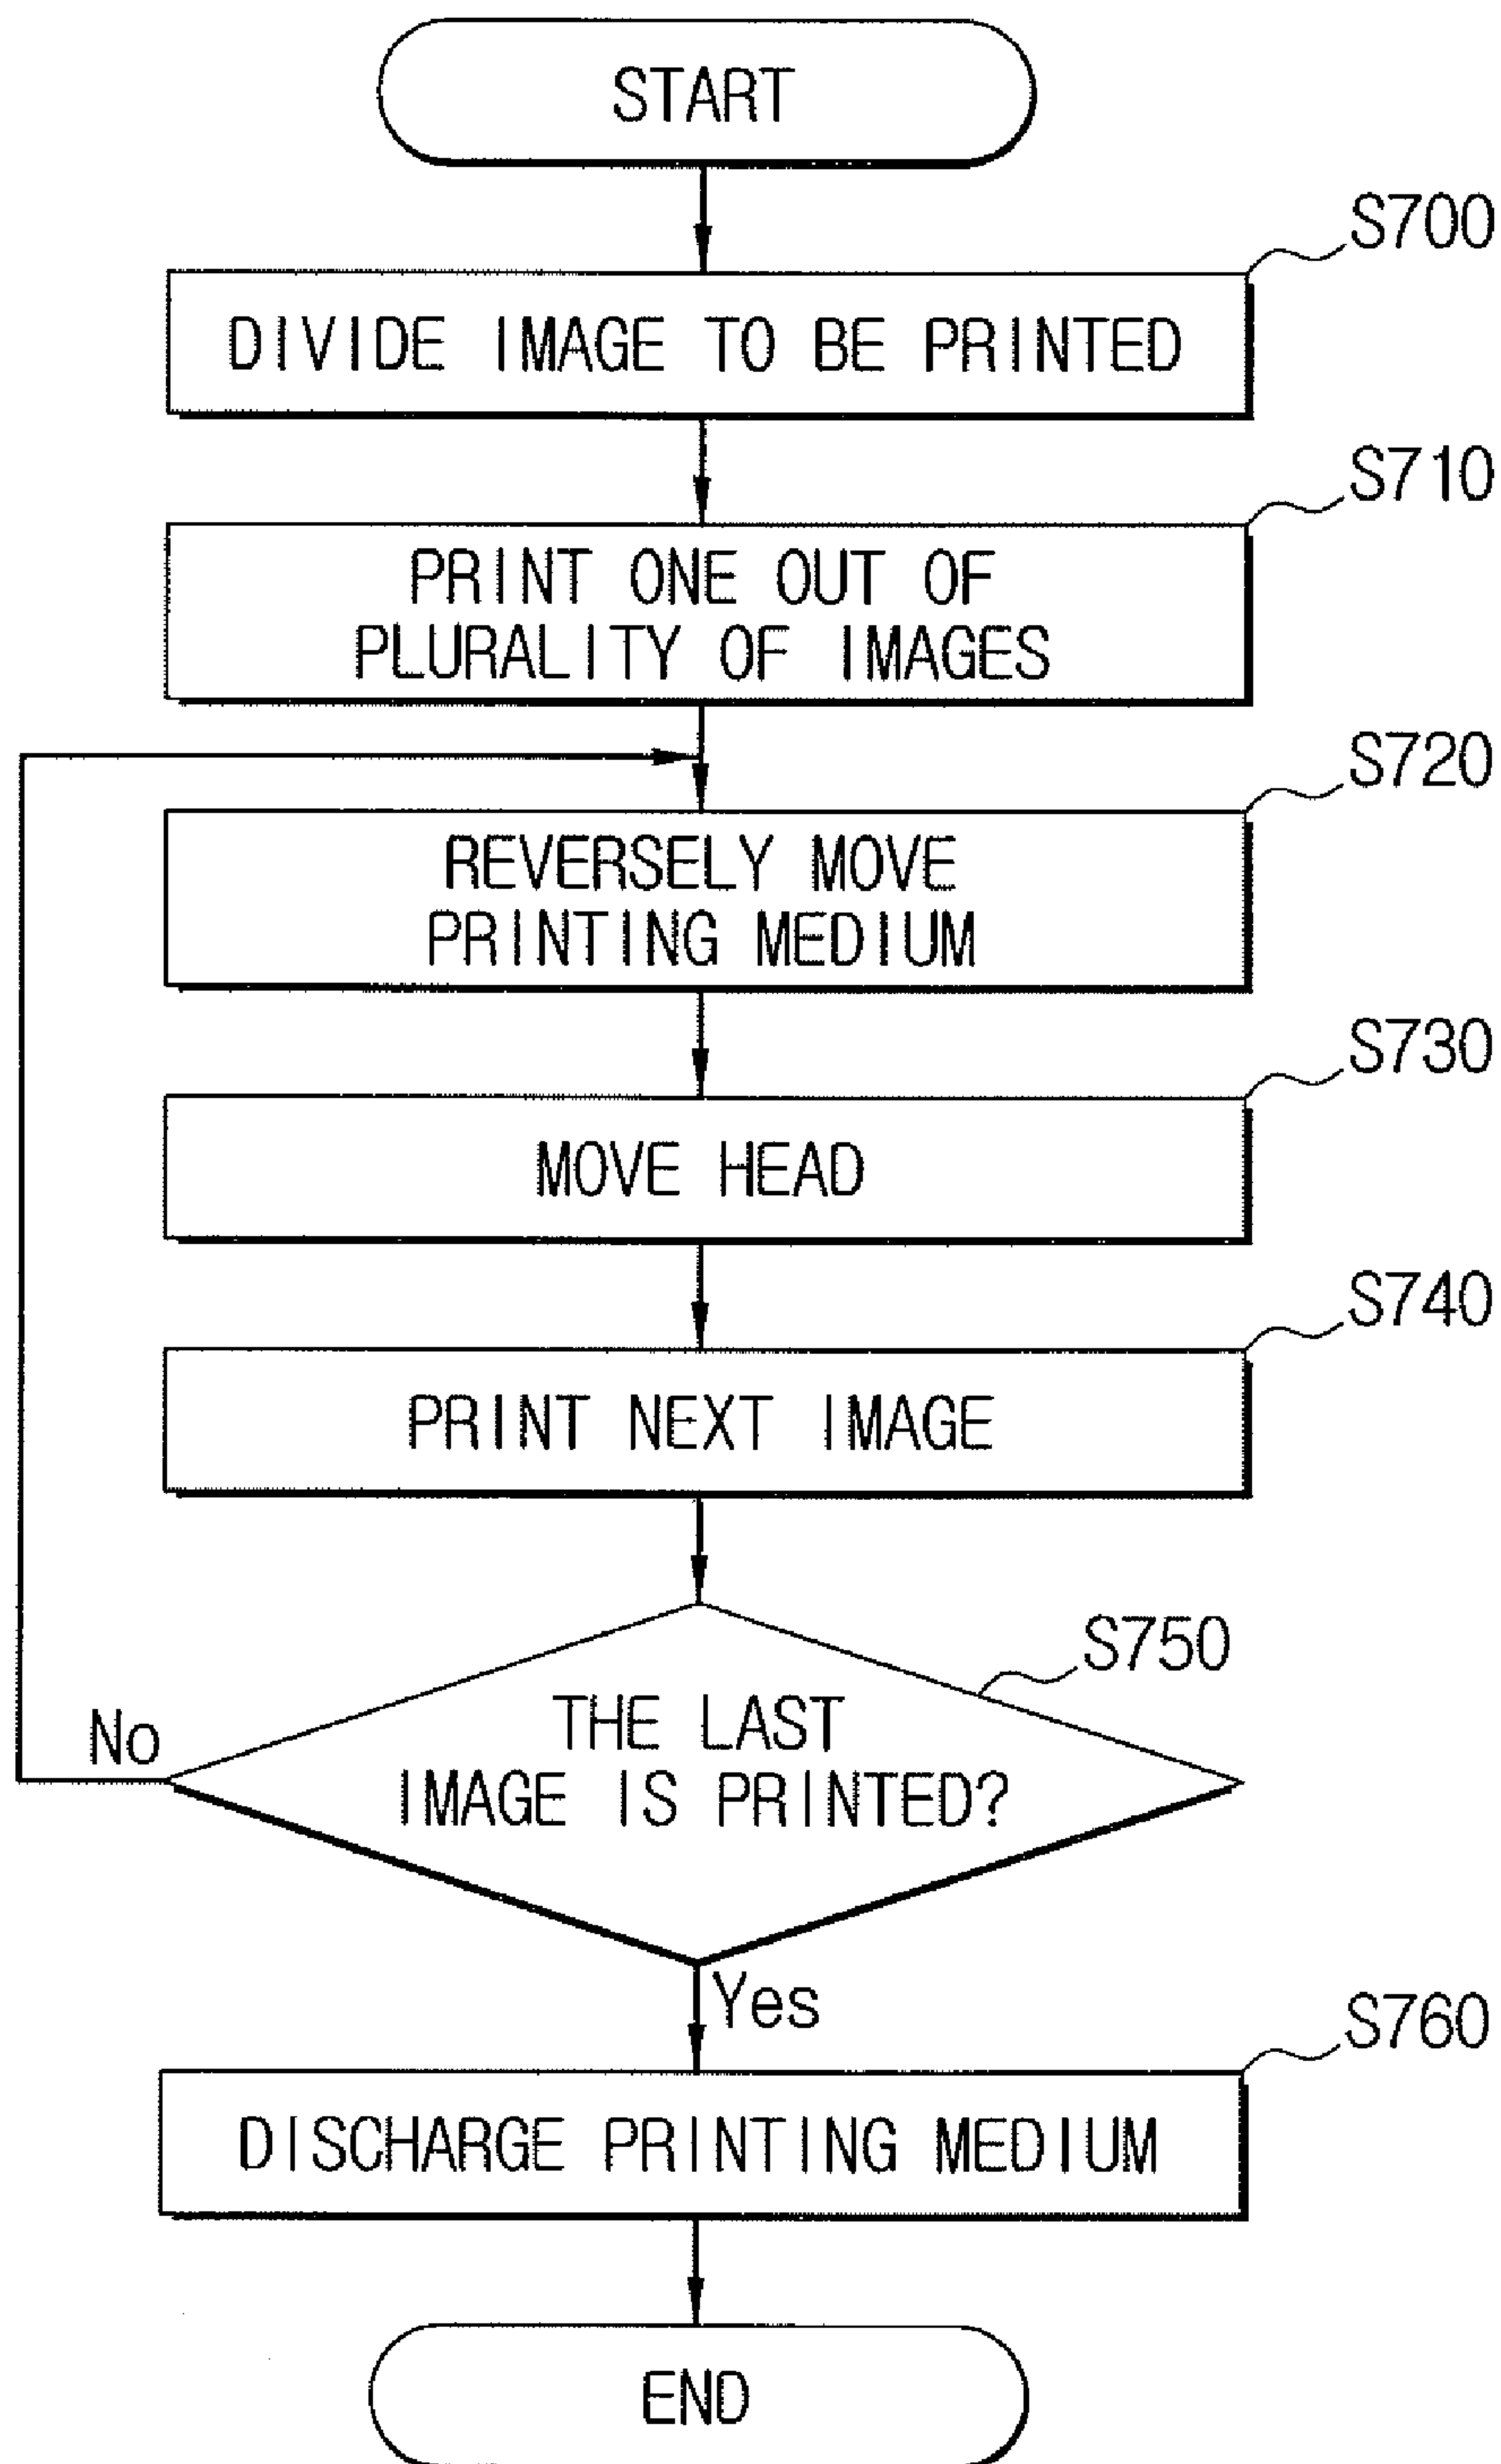 START
S700
DIVIDE IMAGE TO BE PRINTED
S710
PRINT ONE OUT OF
PLURALITY OF IMAGES
S720
REVERSELY MOVE
PRINTING MEDIUM
S730
MOVE HEAD
S740
PRINT NEXT IMAGE
S750
THE LAST
IMAGE IS PRINTED?
No
Yes
S760
DISCHARGE PRINTING MEDIUM
END